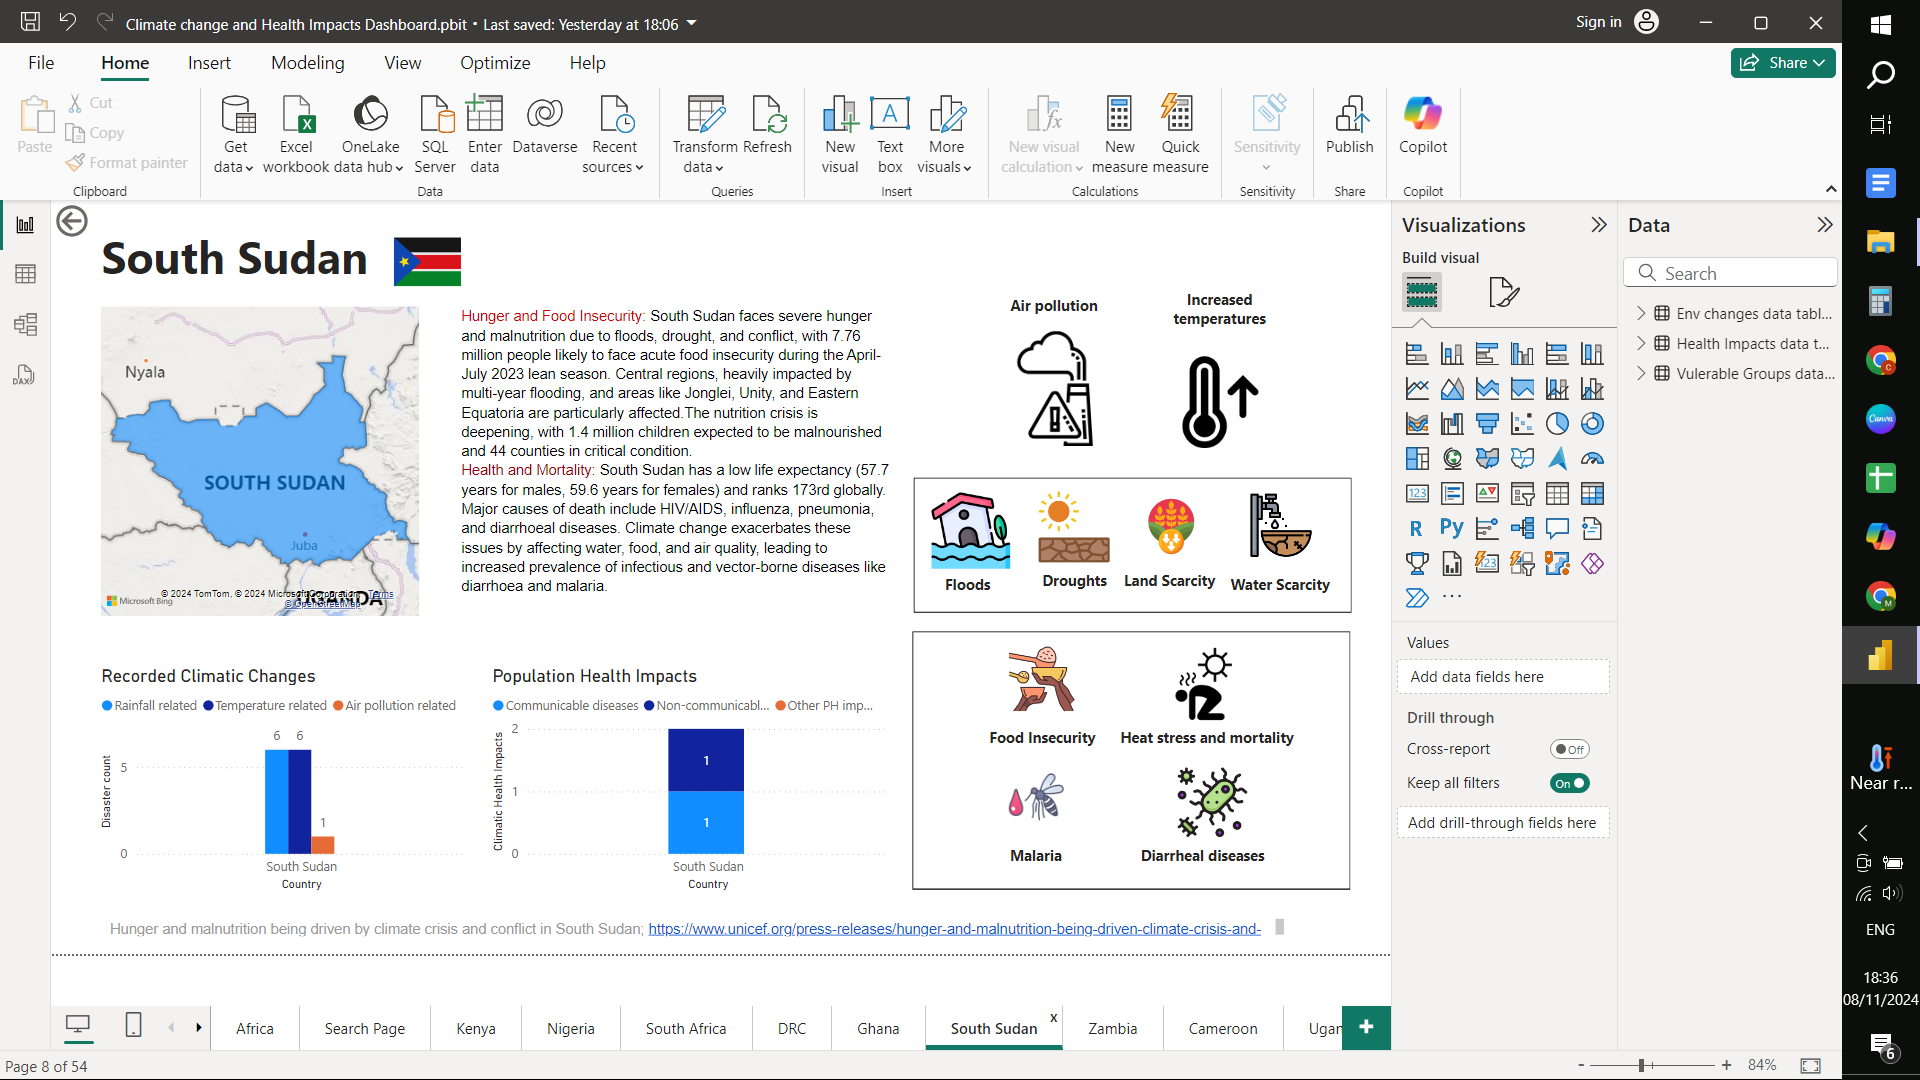 Climate change and Health Impacts Dashboard.pbit • Last saved: Yesterday at 18:06
Sign in
File
Home
Insert
Modeling
View
Optimize
Help
Share
Paste
Cut
Copy
Format painter
Clipboard
Get data
Excel workbook
OneLake data hub
SQL Server
Enter data
Dataverse
Recent sources
Data
Transform data
Refresh
Queries
New visual
Text box
More visuals
Insert
New visual calculation
New measure
Quick measure
Calculations
Sensitivity
Sensitivity
Publish
Share
Copilot
Copilot
South Sudan
Nyala
SOUTH SUDAN
Juba
UGANDA
Microsoft Bing
© 2024 TomTom, © 2024 Microsoft Corporation, Terms
© OpenStreetMap
Hunger and Food Insecurity: South Sudan faces severe hunger
and malnutrition due to floods, drought, and conflict, with 7.76
million people likely to face acute food insecurity during the April-
July 2023 lean season. Central regions, heavily impacted by
multi-year flooding, and areas like Jonglei, Unity, and Eastern
Equatoria are particularly affected.The nutrition crisis is
deepening, with 1.4 million children expected to be malnourished
and 44 counties in critical condition.
Health and Mortality: South Sudan has a low life expectancy (57.7
years for males, 59.6 years for females) and ranks 173rd globally.
Major causes of death include HIV/AIDS, influenza, pneumonia,
and diarrhoeal diseases. Climate change exacerbates these
issues by affecting water, food, and air quality, leading to
increased prevalence of infectious and vector-borne diseases like
diarrhoea and malaria.
Air pollution
Increased
temperatures
Floods
Droughts
Land Scarcity
Water Scarcity
Food Insecurity
Heat stress and mortality
Malaria
Diarrheal diseases
Recorded Climatic Changes
Rainfall related Temperature related Air pollution related
Disaster count
5
0
6
6
1
South Sudan
Country
Population Health Impacts
Communicable diseases Non-communicabl... Other PH imp...
Climatic Health Impacts
2
1
0
1
1
South Sudan
Country
Hunger and malnutrition being driven by climate crisis and conflict in South Sudan; https://www.unicef.org/press-releases/hunger-and-malnutrition-being-driven-climate-crisis-and-
Africa
Search Page
Kenya
Nigeria
South Africa
DRC
Ghana
South Sudan
x
Zambia
Cameroon
Ugan
+
Page 8 of 54
- + 84%
Visualizations
Build visual
123
R
Py
123
...
Values
Add data fields here
Drill through
Cross-report
Off
Keep all filters
On
Add drill-through fields here
Data
Search
Env changes data tabl...
Health Impacts data t...
Vulerable Groups data...
DAX
Canva
C
M
Near r...
ENG
18:36
08/11/2024
6